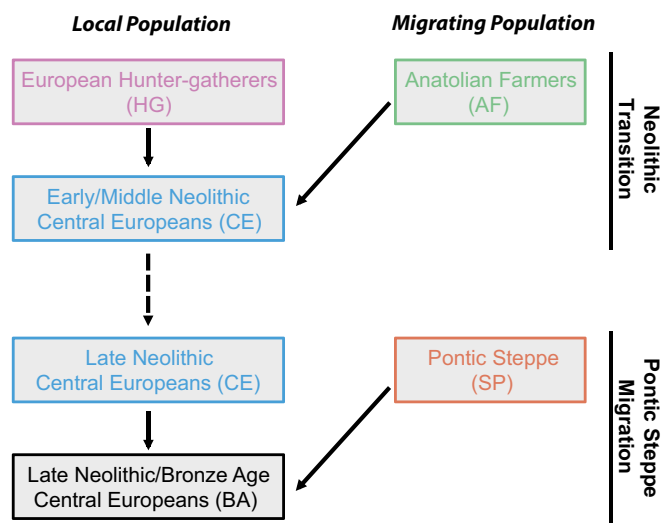 Local Population
Migrating Population
European Hunter-gatherers
(HG)
Anatolian Farmers
(AF)
Neolithic
Transition
Early/Middle Neolithic
Central Europeans (CE)
Late Neolithic
Central Europeans (CE)
Pontic Steppe
(SP)
Pontic Steppe
Migration
Late Neolithic/Bronze Age
Central Europeans (BA)